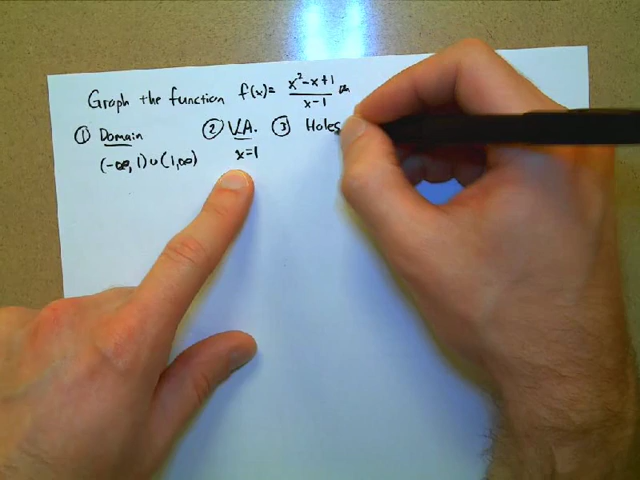 Graph the function f(x)= x²-x+1 / x-1
① Domain ② V.A. ③ Holes
(-∞,1)∪(1,∞) x=1